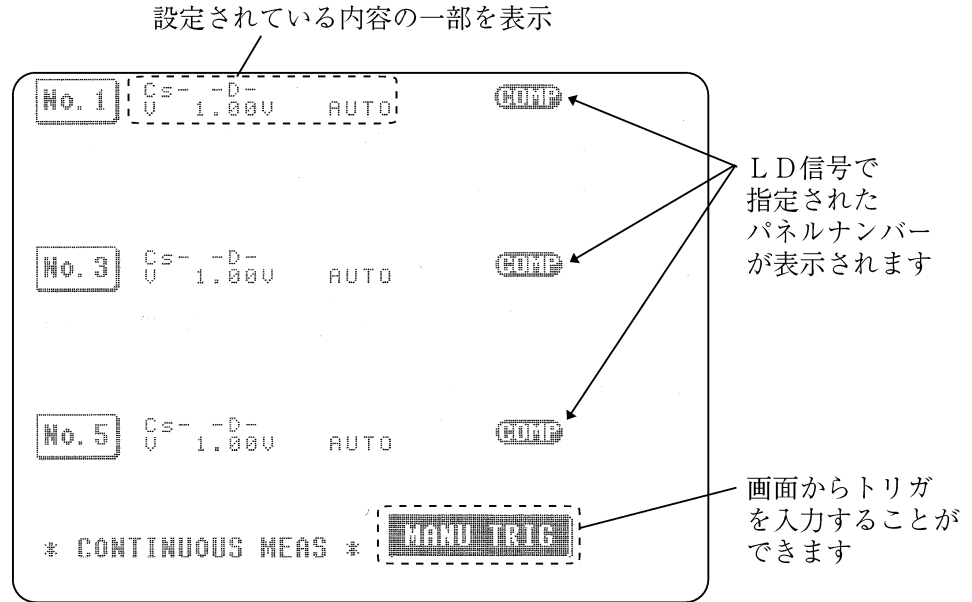 設定されている内容の一部を表示
No. 1
Cs- -D-
V 1.00V AUTO
COMP
LD信号で
指定された
パネルナンバー
が表示されます
No. 3
Cs- -D-
V 1.00V AUTO
COMP
No. 5
Cs- -D-
V 1.00V AUTO
COMP
画面からトリガ
を入力することが
できます
* CONTINUOUS MEAS *
MANU TRIG